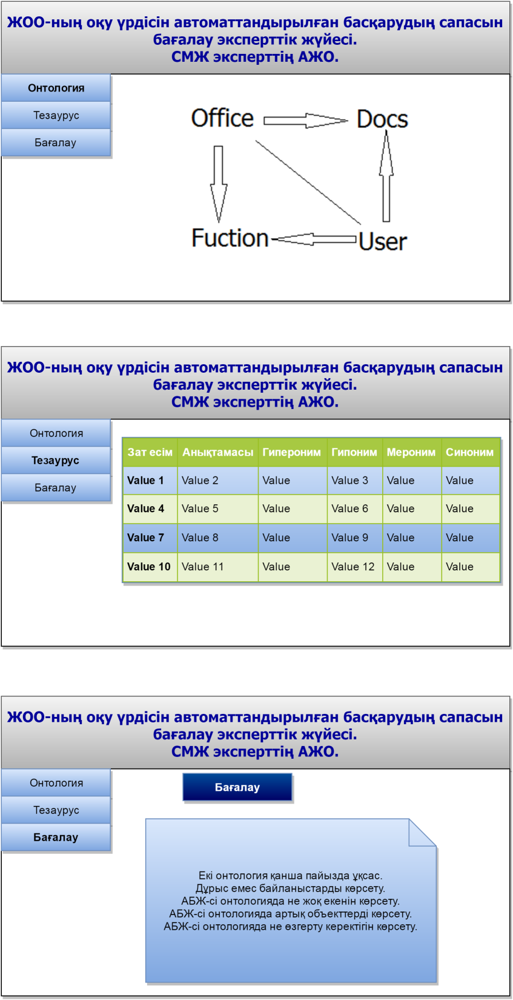 ЖОО-ның оқу үрдісін автоматтандырылған басқарудың сапасын
бағалау эксперттік жүйесі.
СМЖ эксперттің АЖО.
Онтология
Тезаурус
Бағалау
Office
Docs
Fuction
User
ЖОО-ның оқу үрдісін автоматтандырылған басқарудың сапасын
бағалау эксперттік жүйесі.
СМЖ эксперттің АЖО.
Онтология
Тезаурус
Бағалау
Зат есім Анықтамасы Гипероним Гипоним Мероним Синоним
Value 1 Value 2 Value Value 3 Value Value
Value 4 Value 5 Value Value 6 Value Value
Value 7 Value 8 Value Value 9 Value Value
Value 10 Value 11 Value Value 12 Value Value
ЖОО-ның оқу үрдісін автоматтандырылған басқарудың сапасын
бағалау эксперттік жүйесі.
СМЖ эксперттің АЖО.
Онтология
Тезаурус
Бағалау
Бағалау
Екі онтология қанша пайызда ұқсас.
Дұрыс емес байланыстарды көрсету.
АБЖ-сі онтологияда не жоқ екенін көрсету.
АБЖ-сі онтологияда артық объекттерді көрсету.
АБЖ-сі онтологияда не өзгерту керектігін көрсету.